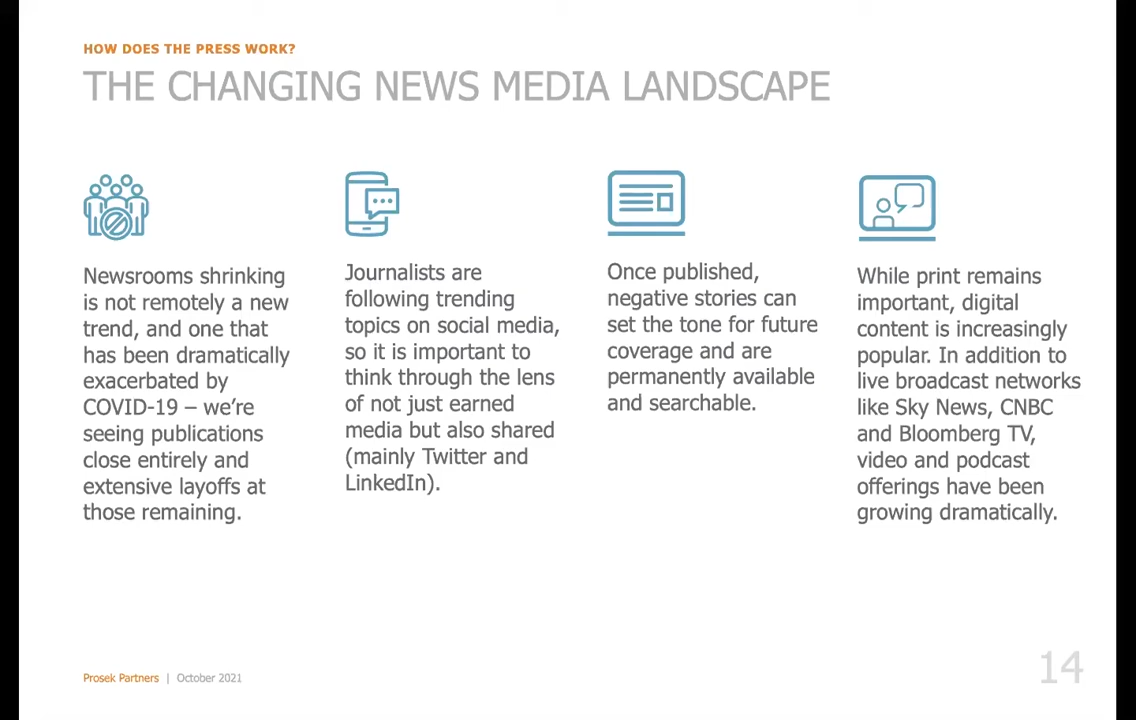 HOW DOES THE PRESS WORK?
THE CHANGING NEWS MEDIA LANDSCAPE
Newsrooms shrinking
is not remotely a new
trend, and one that
has been dramatically
exacerbated by
COVID-19 – we’re
seeing publications
close entirely and
extensive layoffs at
those remaining.
Journalists are
following trending
topics on social media,
so it is important to
think through the lens
of not just earned
media but also shared
(mainly Twitter and
LinkedIn).
Once published,
negative stories can
set the tone for future
coverage and are
permanently available
and searchable.
While print remains
important, digital
content is increasingly
popular. In addition to
live broadcast networks
like Sky News, CNBC
and Bloomberg TV,
video and podcast
offerings have been
growing dramatically.
Prosek Partners | October 2021
14